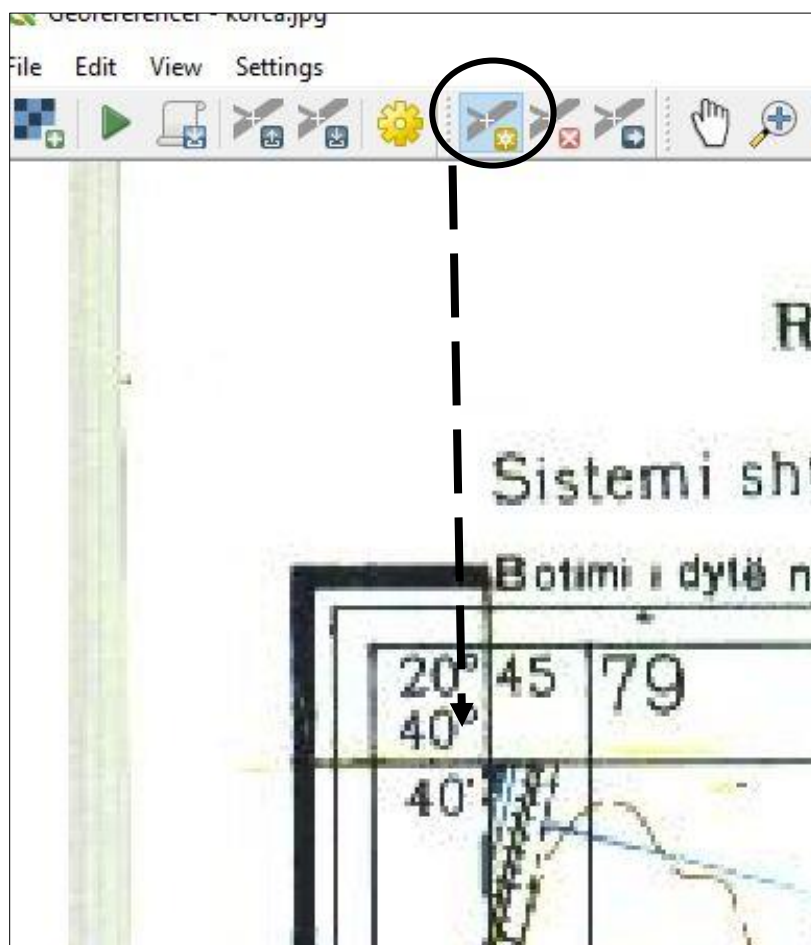 Georeferencer - korca.jpg
File Edit View Settings
R
Sistemi sh
Botimi i dytë n
20° 45 79
40°
40'